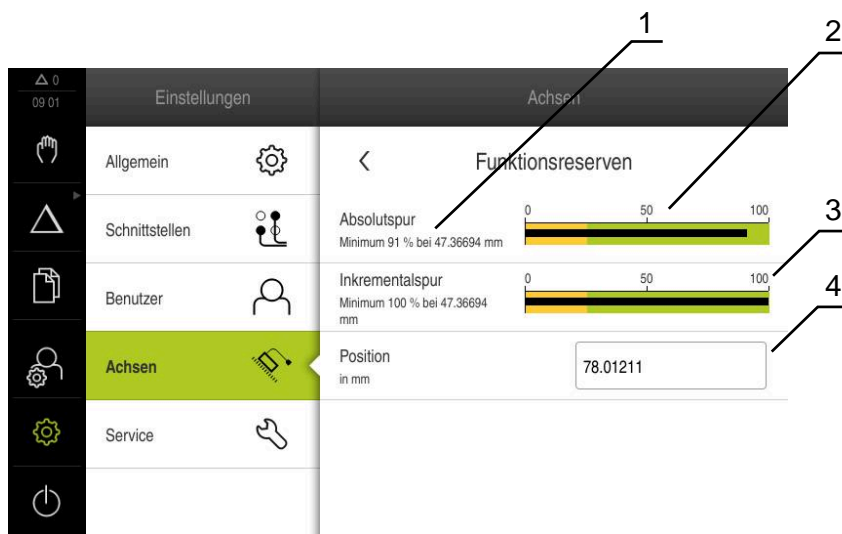 1
2
3
4
0
09 01
Einstellungen
Allgemein
Schnittstellen
Benutzer
Achsen
Service
Achsen
Funktionsreserven
Absolutspur
Minimum 91 % bei 47.36694 mm
0 50 100
Inkrementalspur
Minimum 100 % bei 47.36694
mm
0 50 100
Position
in mm
78.01211